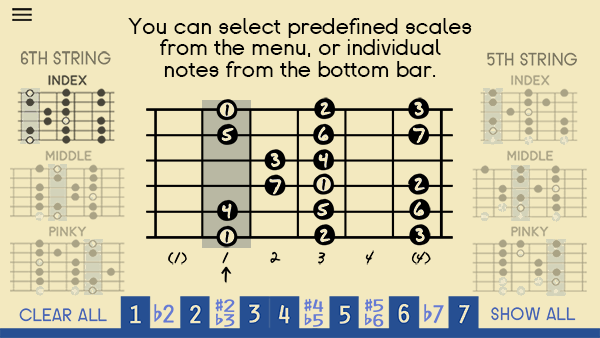 You can select predefined scales
from the menu, or individual
notes from the bottom bar.
6TH STRING
INDEX
MIDDLE
PINKY
1 2 3
5 6 7
3 4
7 1 2
4 5 6
1 2 3
(1) 1 2 3 4 (4)
5TH STRING
INDEX
MIDDLE
PINKY
CLEAR ALL
1 ♭2 2 #2 ♭3 3 4 #4 ♭5 5 #5 ♭6 6 ♭7 7
SHOW ALL